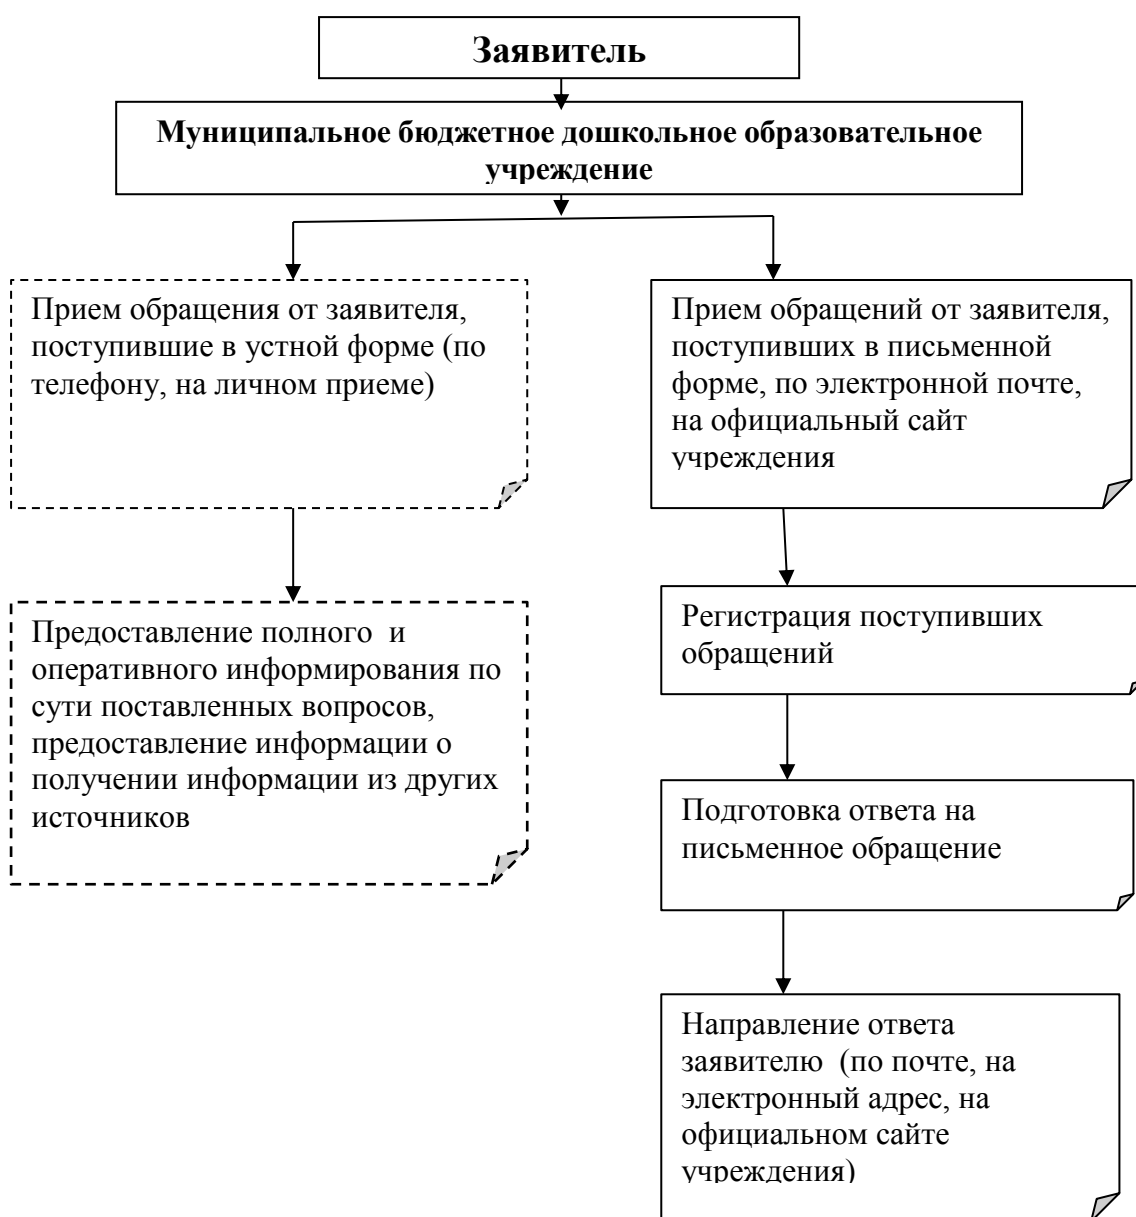 Заявитель
Муниципальное бюджетное дошкольное образовательное
учреждение
Прием обращения от заявителя,
поступившие в устной форме (по
телефону, на личном приеме)
Прием обращений от заявителя,
поступивших в письменной
форме, по электронной почте,
на официальный сайт
учреждения
Предоставление полного и
оперативного информирования по
сути поставленных вопросов,
предоставление информации о
получении информации из других
источников
Регистрация поступивших
обращений
Подготовка ответа на
письменное обращение
Направление ответа
заявителю (по почте, на
электронный адрес, на
официальном сайте
учреждения)